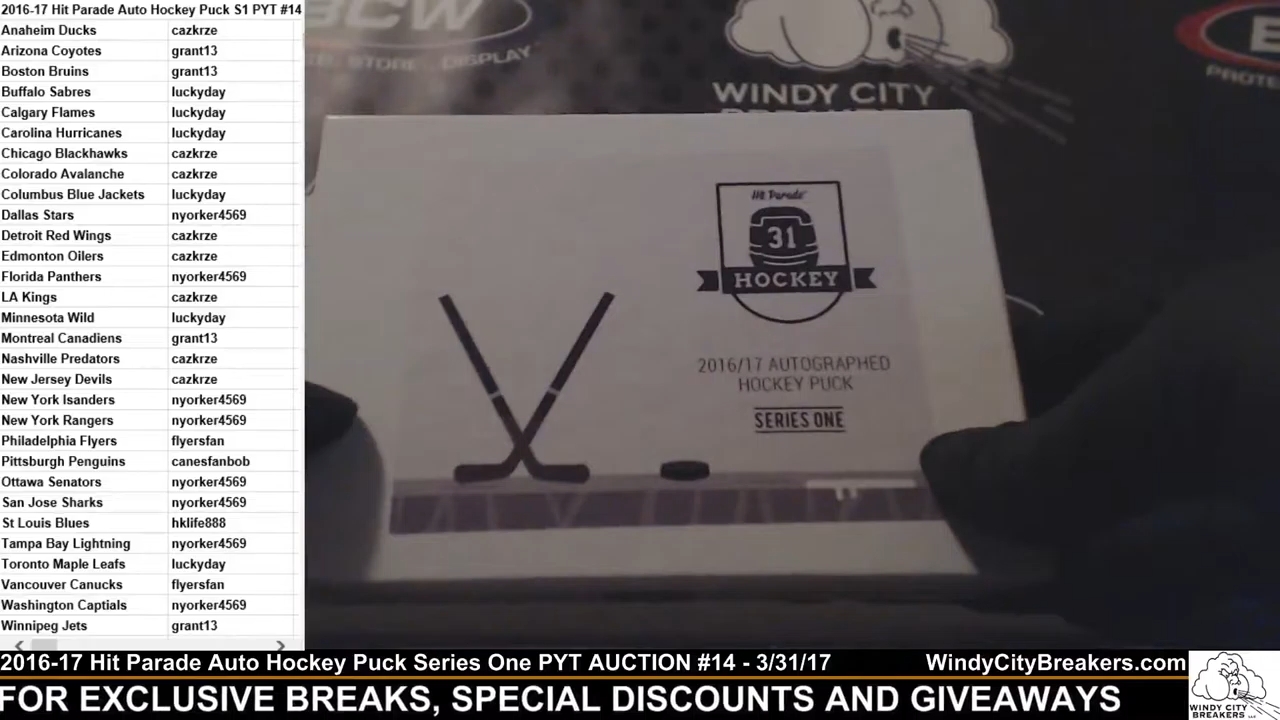 2016-17 Hit Parade Auto Hockey Puck S1 PYT #14
Anaheim Ducks cazkrze
Arizona Coyotes grant13
Boston Bruins grant13
Buffalo Sabres luckyday
Calgary Flames luckyday
Carolina Hurricanes luckyday
Chicago Blackhawks cazkrze
Colorado Avalanche cazkrze
Columbus Blue Jackets luckyday
Dallas Stars nyorker4569
Detroit Red Wings cazkrze
Edmonton Oilers cazkrze
Florida Panthers nyorker4569
LA Kings cazkrze
Minnesota Wild luckyday
Montreal Canadiens grant13
Nashville Predators cazkrze
New Jersey Devils cazkrze
New York Isanders nyorker4569
New York Rangers nyorker4569
Philadelphia Flyers flyersfan
Pittsburgh Penguins canesfanbob
Ottawa Senators nyorker4569
San Jose Sharks nyorker4569
St Louis Blues hklife888
Tampa Bay Lightning nyorker4569
Toronto Maple Leafs luckyday
Vancouver Canucks flyersfan
Washington Captials nyorker4569
Winnipeg Jets grant13
BCW
STORE . DISPLAY
WINDY CITY
Hit Parade
31
HOCKEY
2016/17 AUTOGRAPHED
HOCKEY PUCK
SERIES ONE
2016-17 Hit Parade Auto Hockey Puck Series One PYT AUCTION #14 - 3/31/17 WindyCityBreakers.com
FOR EXCLUSIVE BREAKS, SPECIAL DISCOUNTS AND GIVEAWAYS
WINDY CITY
BREAKERS LLC